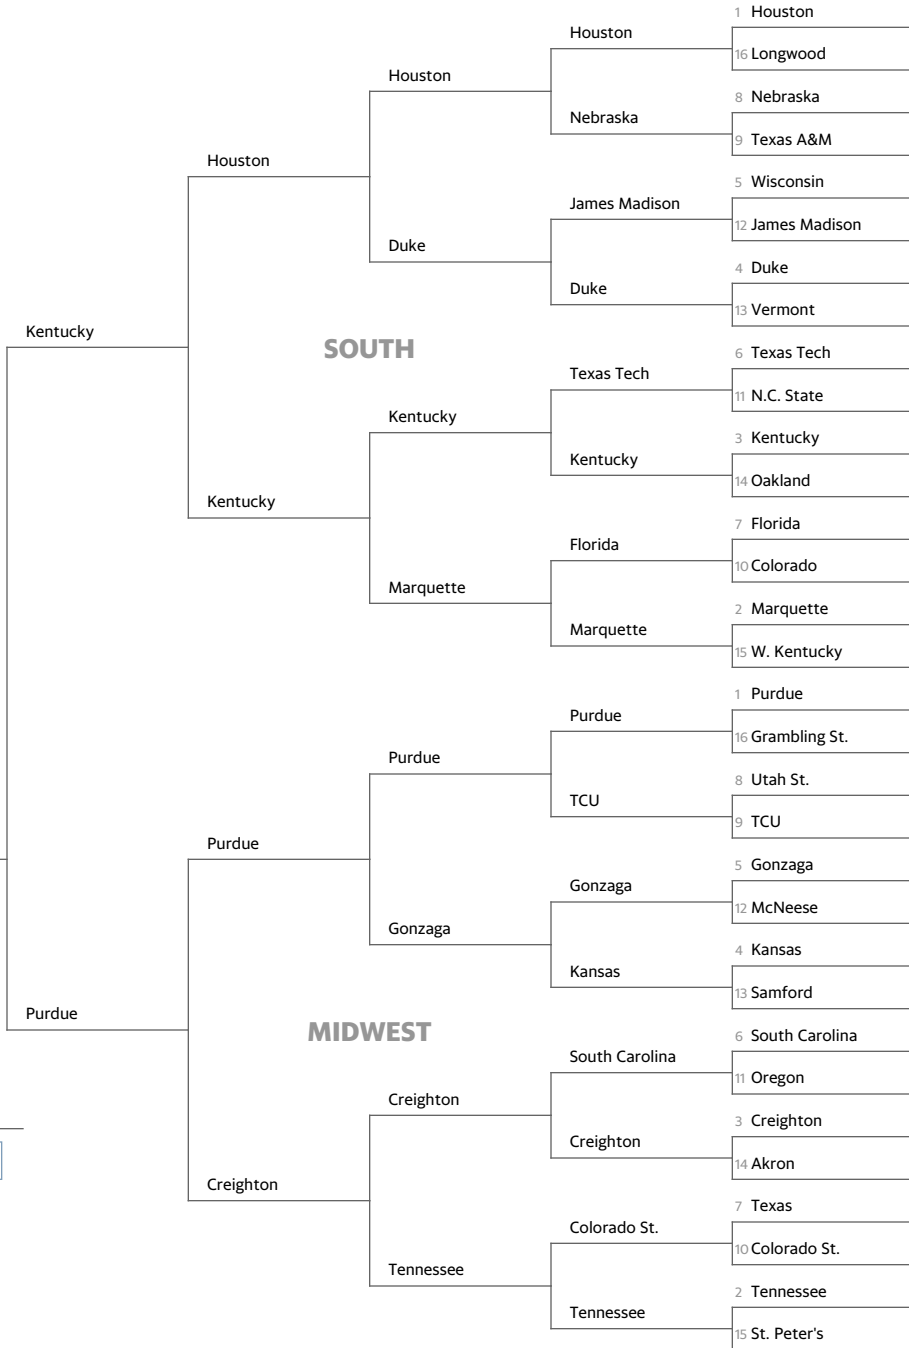 1 Houston
Houston
16 Longwood
Houston
8 Nebraska
Nebraska
9 Texas A&M
Houston
5 Wisconsin
James Madison
12 James Madison
Duke
4 Duke
Duke
13 Vermont
Kentucky
SOUTH
6 Texas Tech
Texas Tech
11 N.C. State
Kentucky
3 Kentucky
Kentucky
14 Oakland
Kentucky
7 Florida
Florida
10 Colorado
Marquette
2 Marquette
Marquette
15 W. Kentucky
1 Purdue
Purdue
16 Grambling St.
Purdue
8 Utah St.
TCU
9 TCU
Purdue
5 Gonzaga
Gonzaga
12 McNeese
Gonzaga
4 Kansas
Kansas
13 Samford
Purdue
MIDWEST
6 South Carolina
South Carolina
11 Oregon
Creighton
3 Creighton
Creighton
14 Akron
Creighton
7 Texas
Colorado St.
10 Colorado St.
Tennessee
2 Tennessee
Tennessee
15 St. Peter's